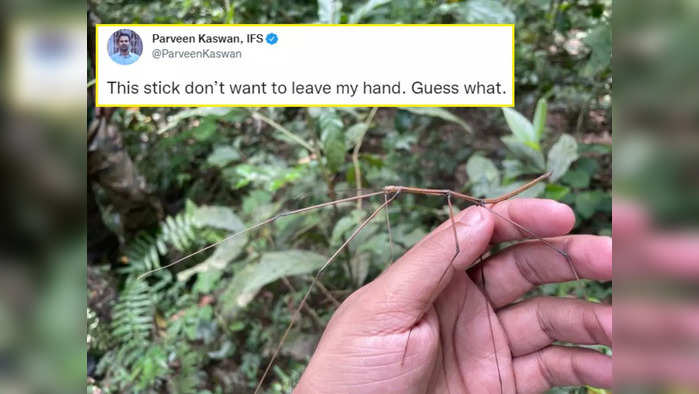 Parveen Kaswan, IFS
@ParveenKaswan
This stick don’t want to leave my hand. Guess what.